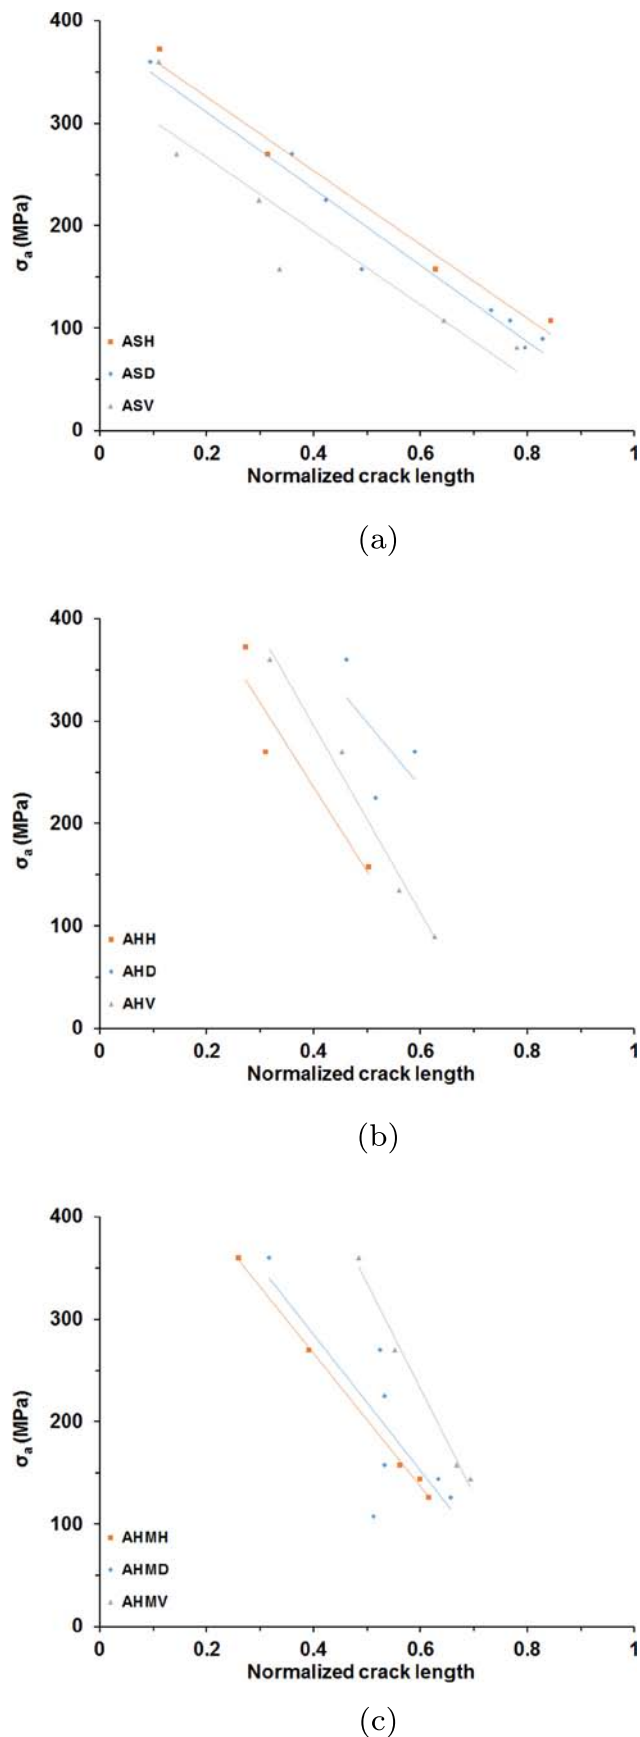 400
300
200
100
0
σa (MPa)
ASH
ASD
ASV
0 0.2 0.4 0.6 0.8 1
Normalized crack length
(a)
400
300
200
100
0
σa (MPa)
AHH
AHD
AHV
0 0.2 0.4 0.6 0.8 1
Normalized crack length
(b)
400
300
200
100
0
σa (MPa)
AHMH
AHMD
AHMV
0 0.2 0.4 0.6 0.8 1
Normalized crack length
(c)